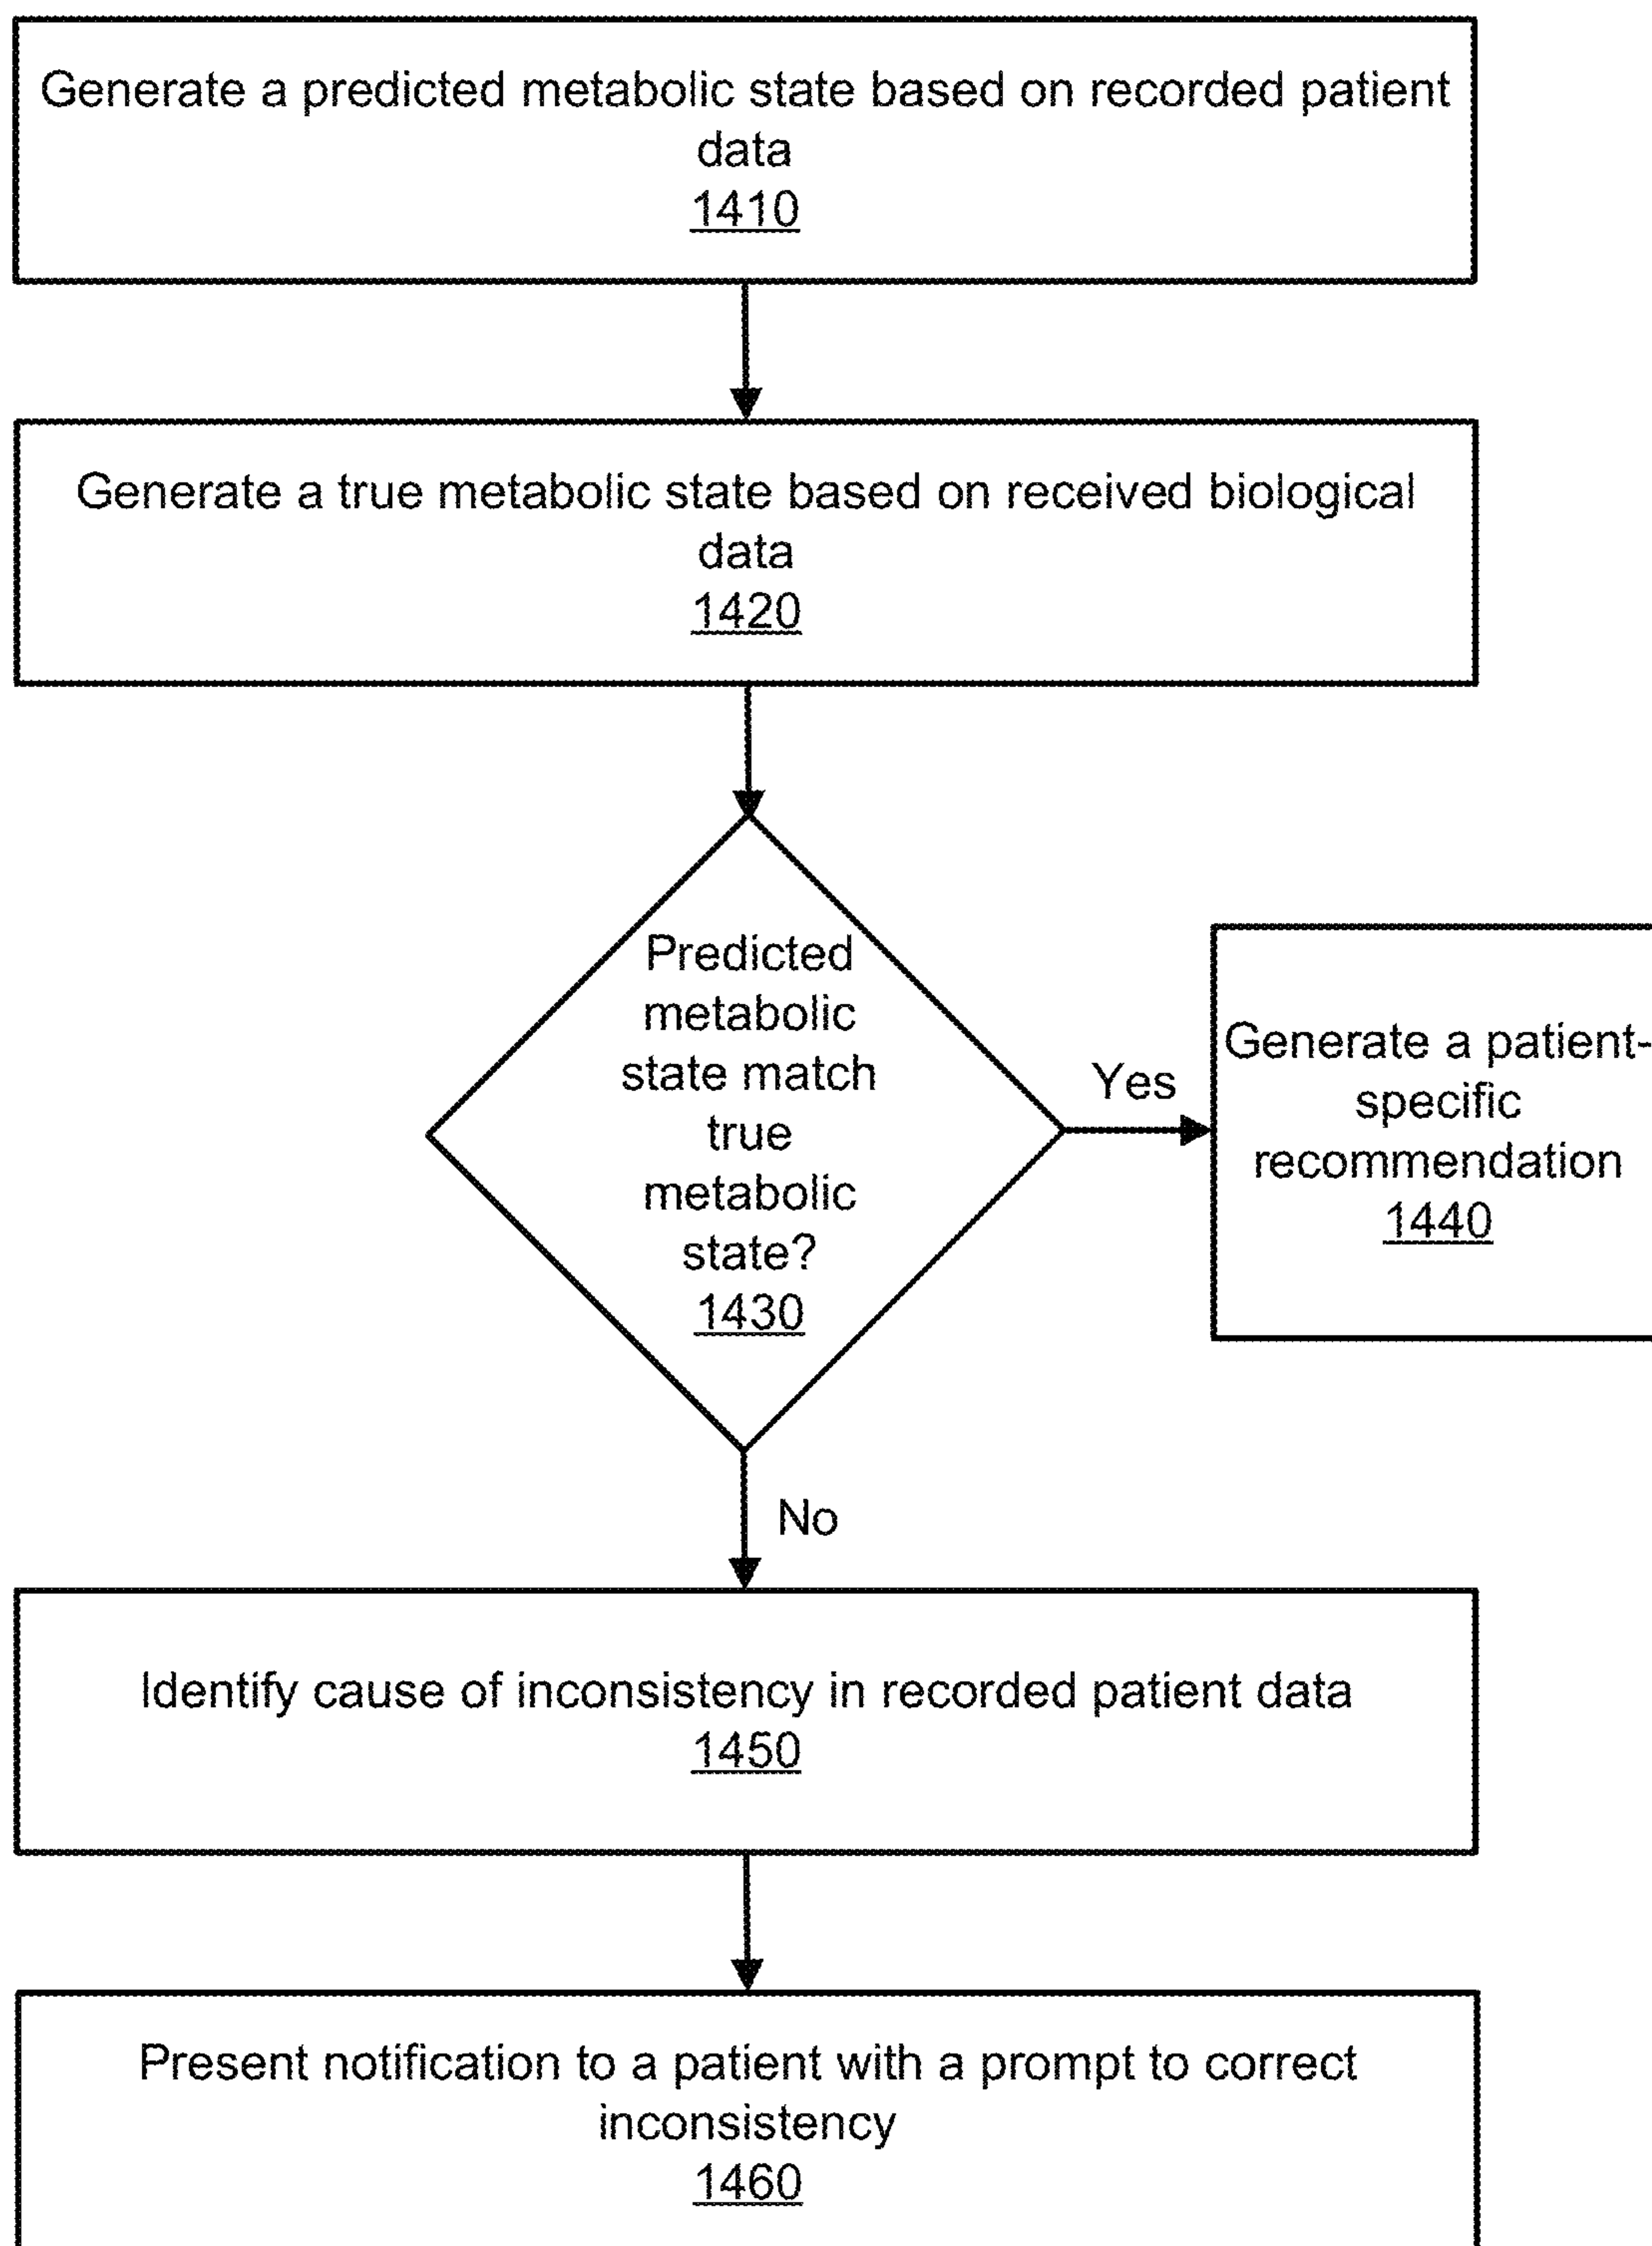 Generate a predicted metabolic state based on recorded patient
data
1410
Generate a true metabolic state based on received biological
data
1420
Predicted
metabolic
state match
true
metabolic
state?
1430
Yes
Generate a patient-
specific
recommendation
1440
No
Identify cause of inconsistency in recorded patient data
1450
Present notification to a patient with a prompt to correct
inconsistency
1460